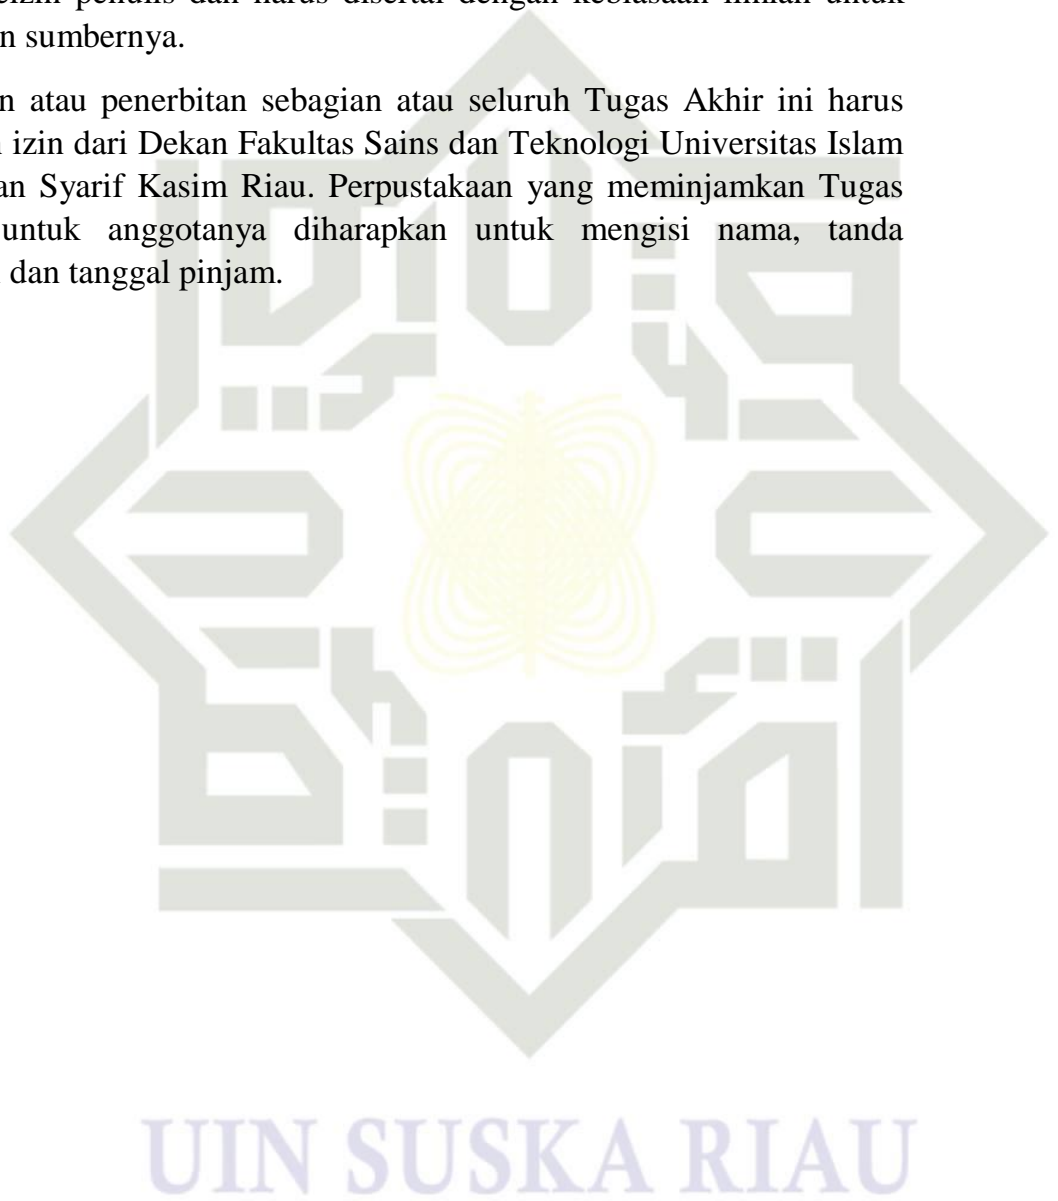 seizin penulis dan harus disertai dengan kebiasaan ilmiah untuk
n sumbernya.
n atau penerbitan sebagian atau seluruh Tugas Akhir ini harus
izin dari Dekan Fakultas Sains dan Teknologi Universitas Islam
an Syarif Kasim Riau. Perpustakaan yang meminjamkan Tugas
untuk anggotanya diharapkan untuk mengisi nama, tanda
dan tanggal pinjam.
UIN SUSKA RIAU